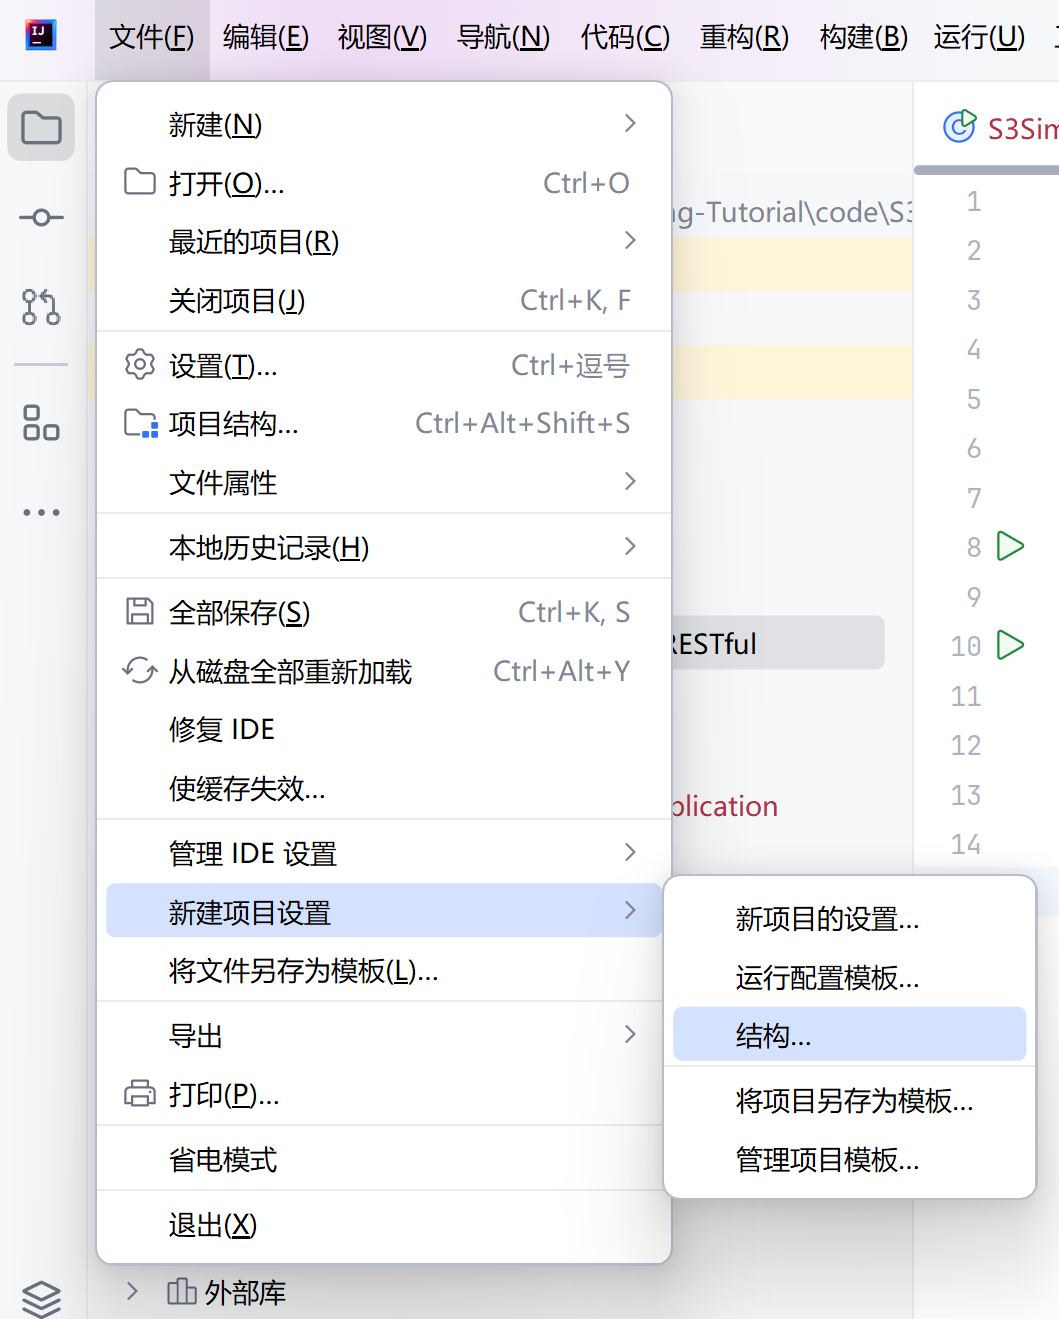 文件(F) 编辑(E) 视图(V) 导航(N) 代码(C) 重构(R) 构建(B) 运行(U)
新建(N)
打开(O)... Ctrl+O
最近的项目(R)
关闭项目(J) Ctrl+K, F
设置(T)... Ctrl+逗号
项目结构... Ctrl+Alt+Shift+S
文件属性
本地历史记录(H)
全部保存(S) Ctrl+K, S
从磁盘全部重新加载 Ctrl+Alt+Y
修复 IDE
使缓存失效...
管理 IDE 设置
新建项目设置
将文件另存为模板(L)...
导出
打印(P)...
省电模式
退出(X)
外部库
ng-Tutorial\code\S3
RESTful
plication
S3Sim
1
2
3
4
5
6
7
8
9
10
11
12
13
14
新项目的设置...
运行配置模板...
结构...
将项目另存为模板...
管理项目模板...